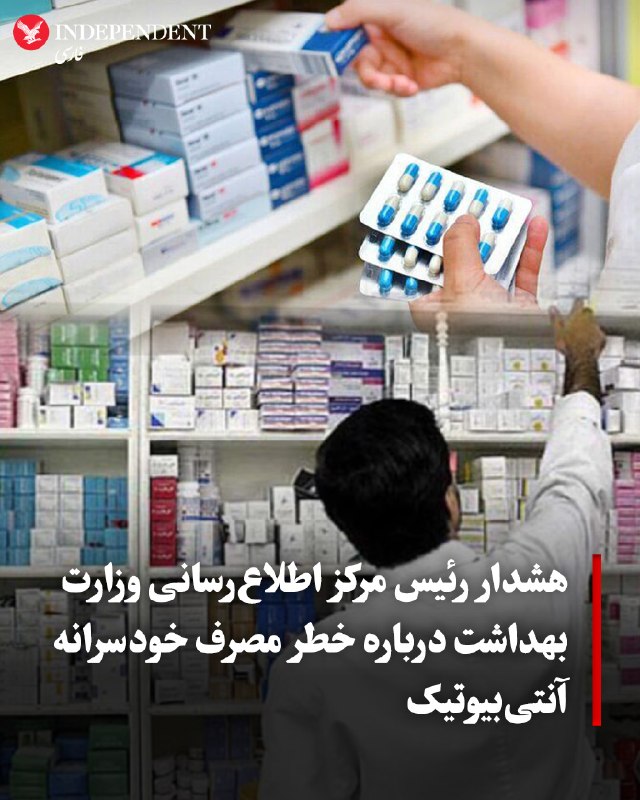 INDEPENDENT
فارسی
هشدار رئیس مرکز اطلاع‌رسانی وزارت
بهداشت درباره خطر مصرف خودسرانه
آنتی‌بیوتیک